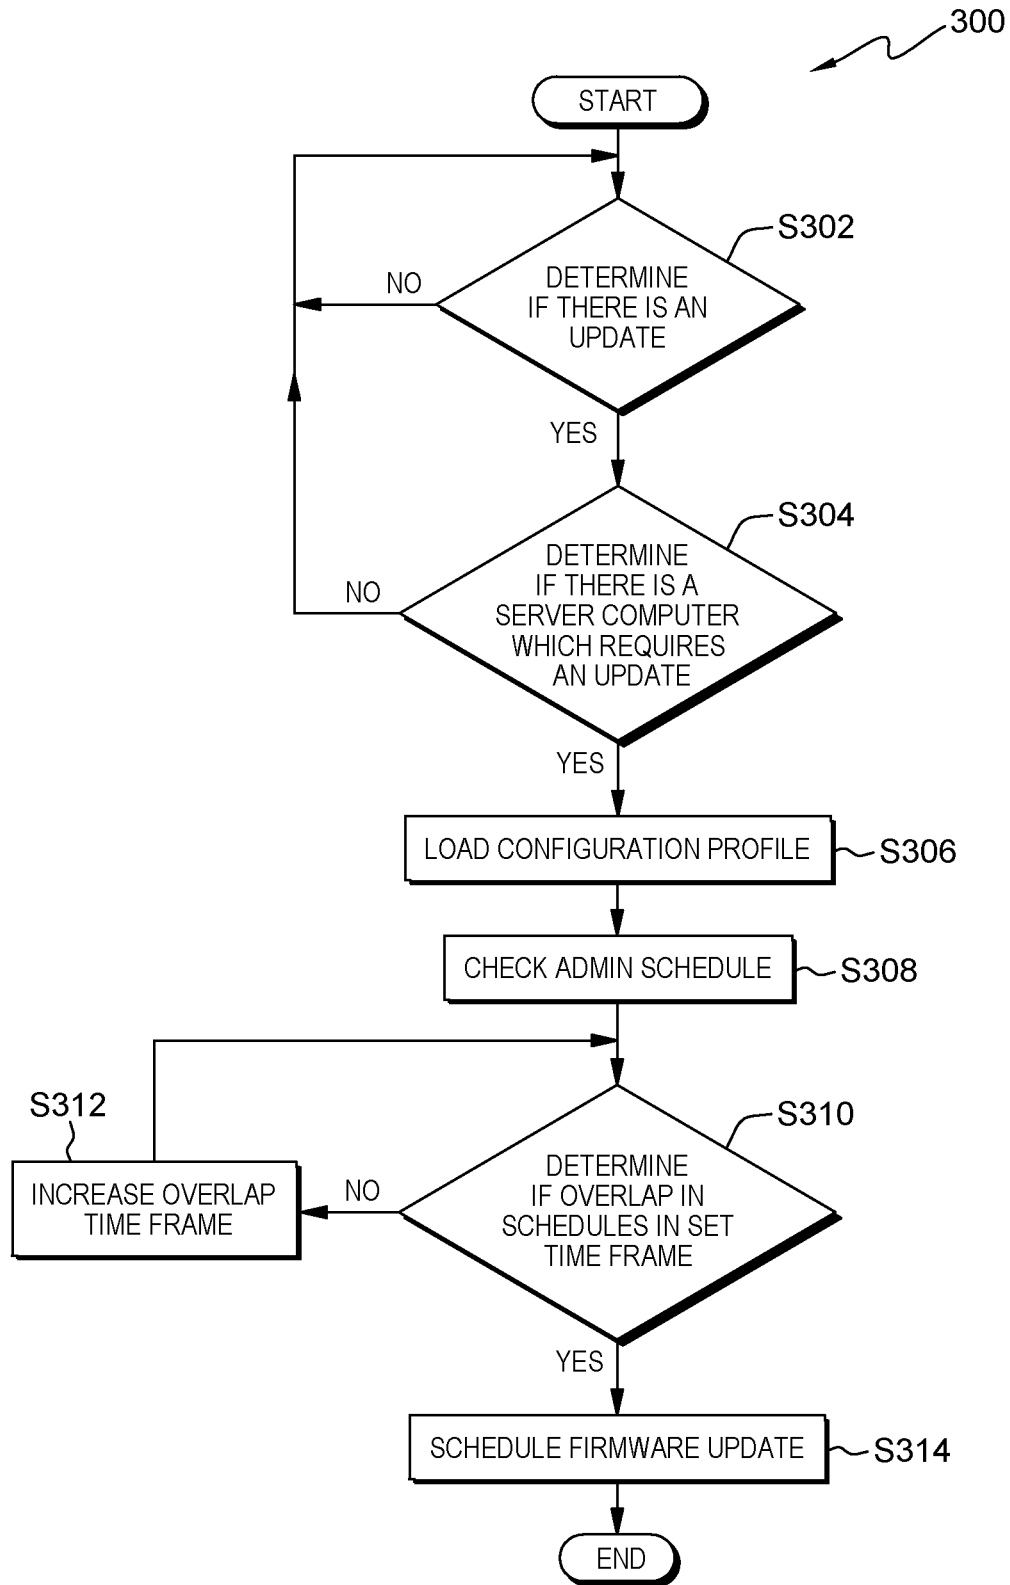 300
START
S302
NO
DETERMINE
IF THERE IS AN
UPDATE
YES
S304
NO
DETERMINE
IF THERE IS A
SERVER COMPUTER
WHICH REQUIRES
AN UPDATE
YES
LOAD CONFIGURATION PROFILE
S306
CHECK ADMIN SCHEDULE
S308
S312
S310
INCREASE OVERLAP
TIME FRAME
NO
DETERMINE
IF OVERLAP IN
SCHEDULES IN SET
TIME FRAME
YES
SCHEDULE FIRMWARE UPDATE
S314
END